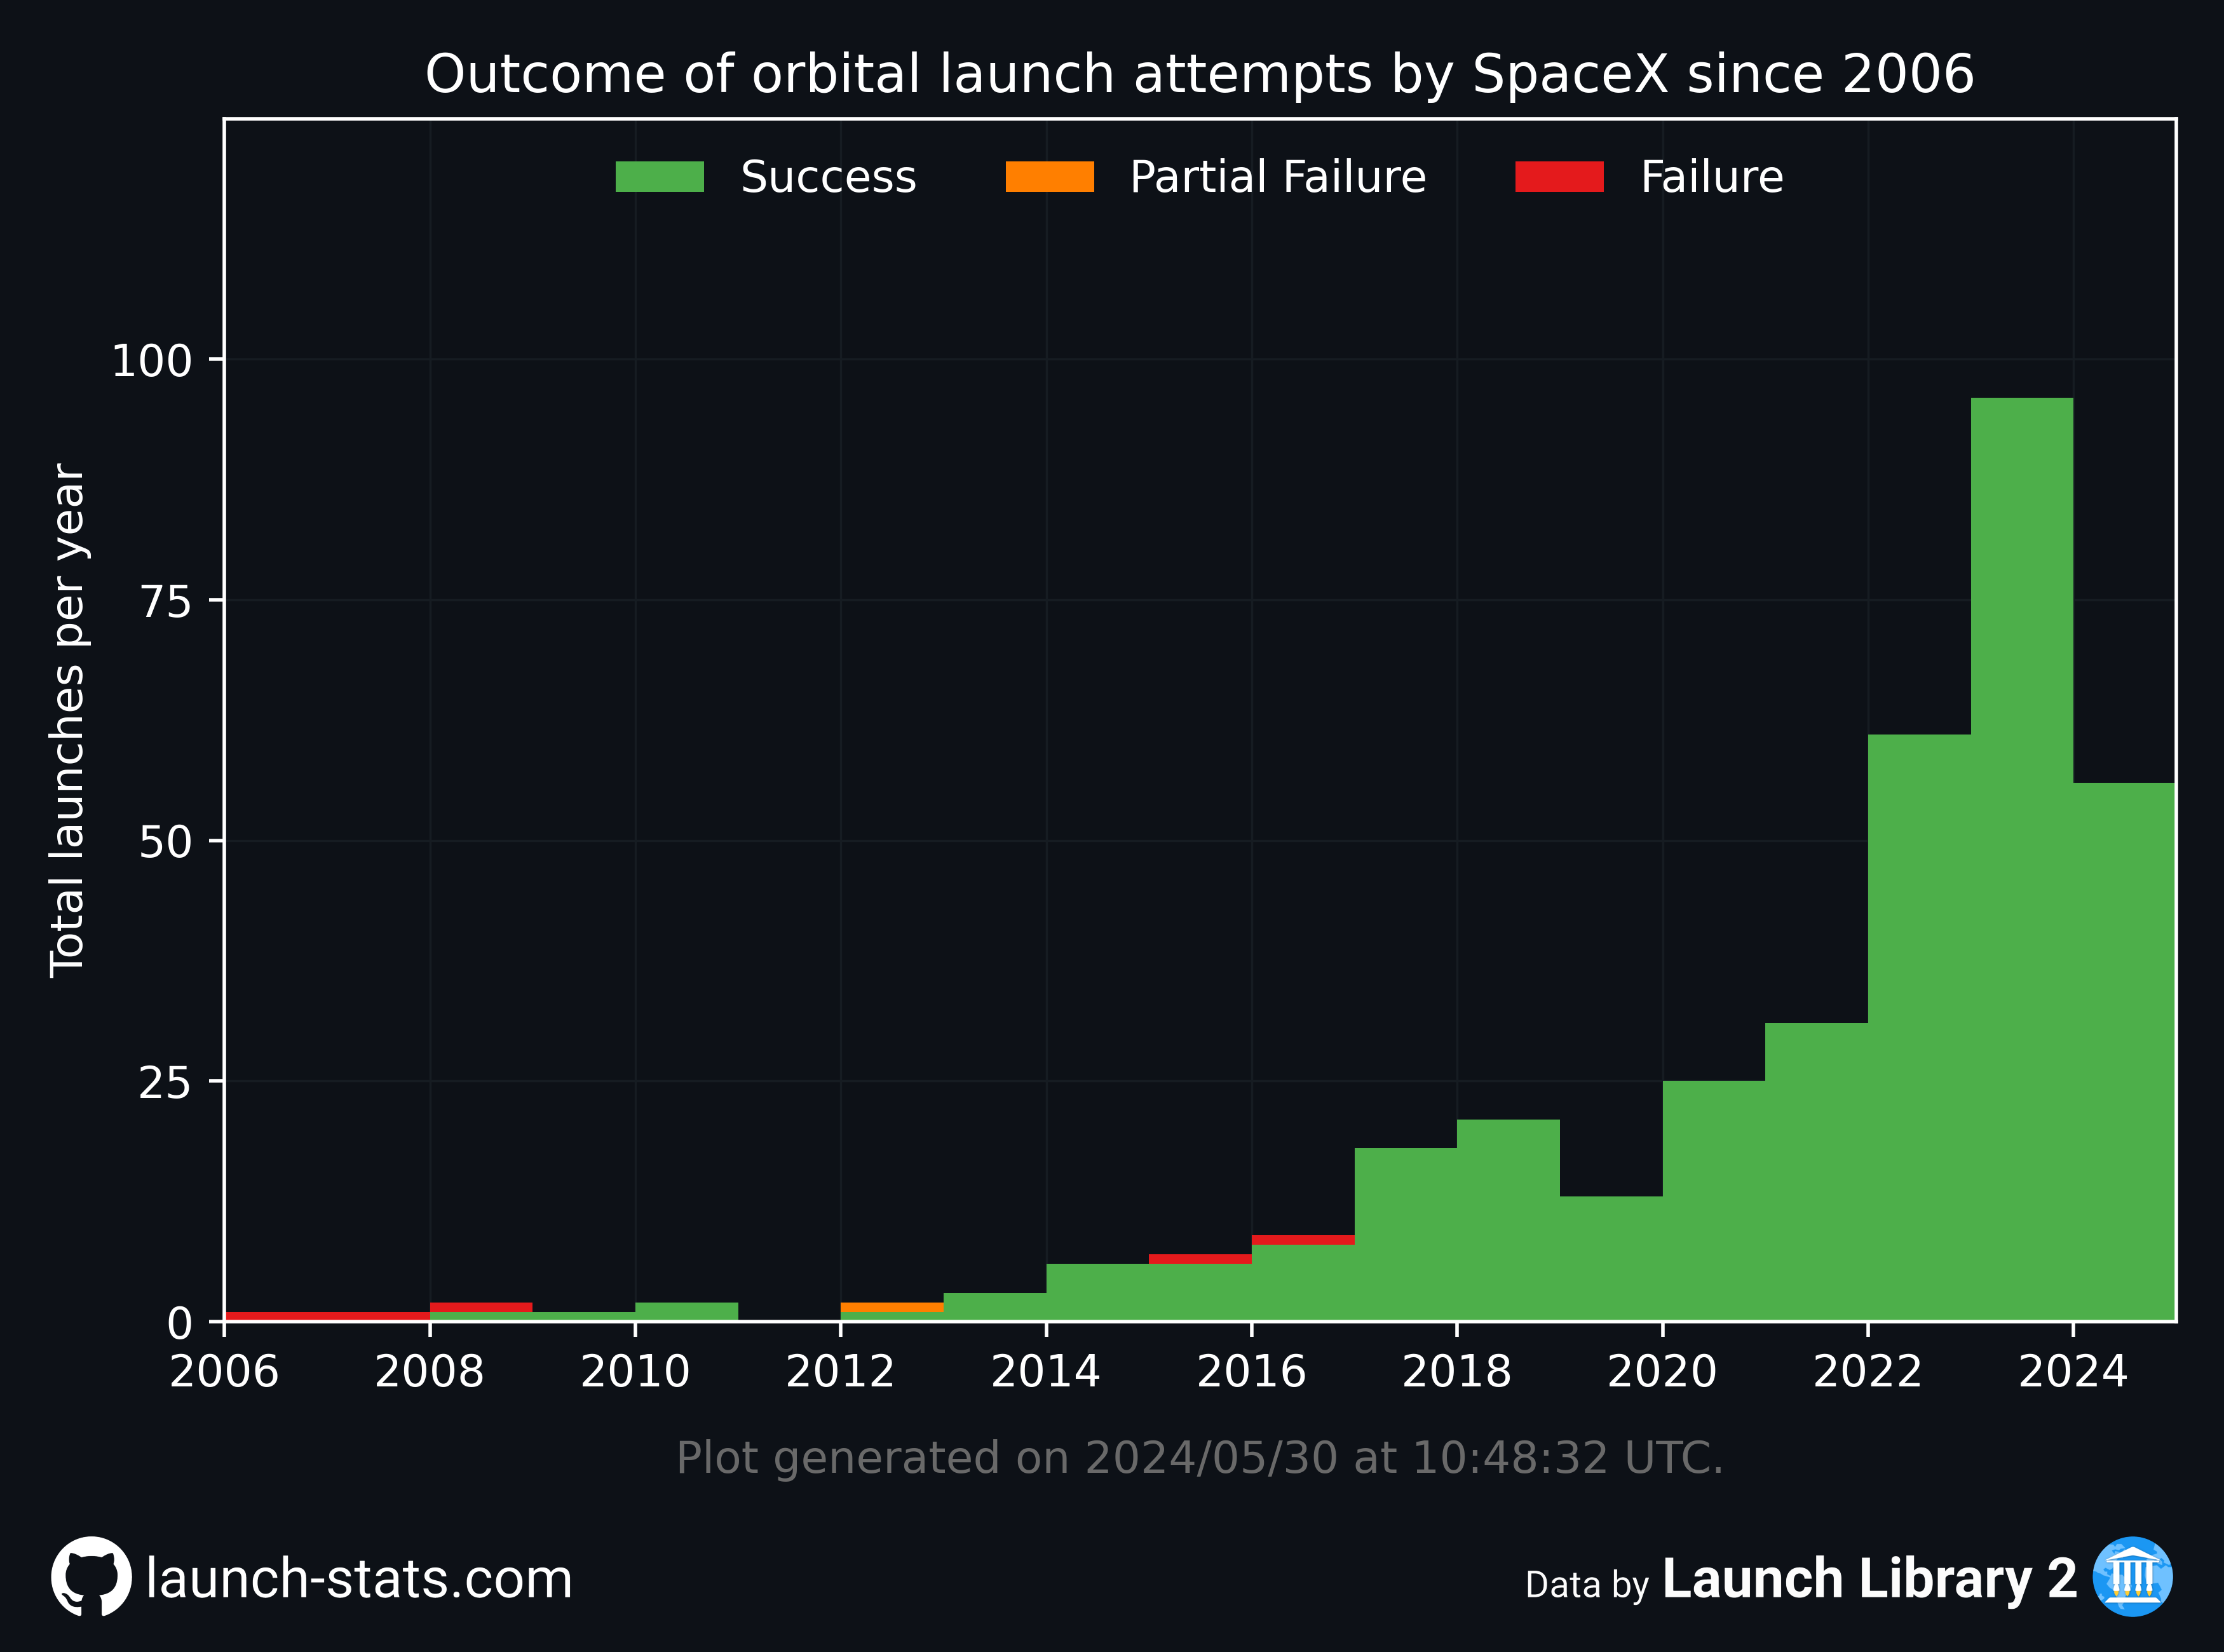 Outcome of orbital launch attempts by SpaceX since 2006
Success Partial Failure Failure
Total launches per year
100
75
50
25
0
2006 2008 2010 2012 2014 2016 2018 2020 2022 2024
Plot generated on 2024/05/30 at 10:48:32 UTC.
launch-stats.com
Data by Launch Library 2